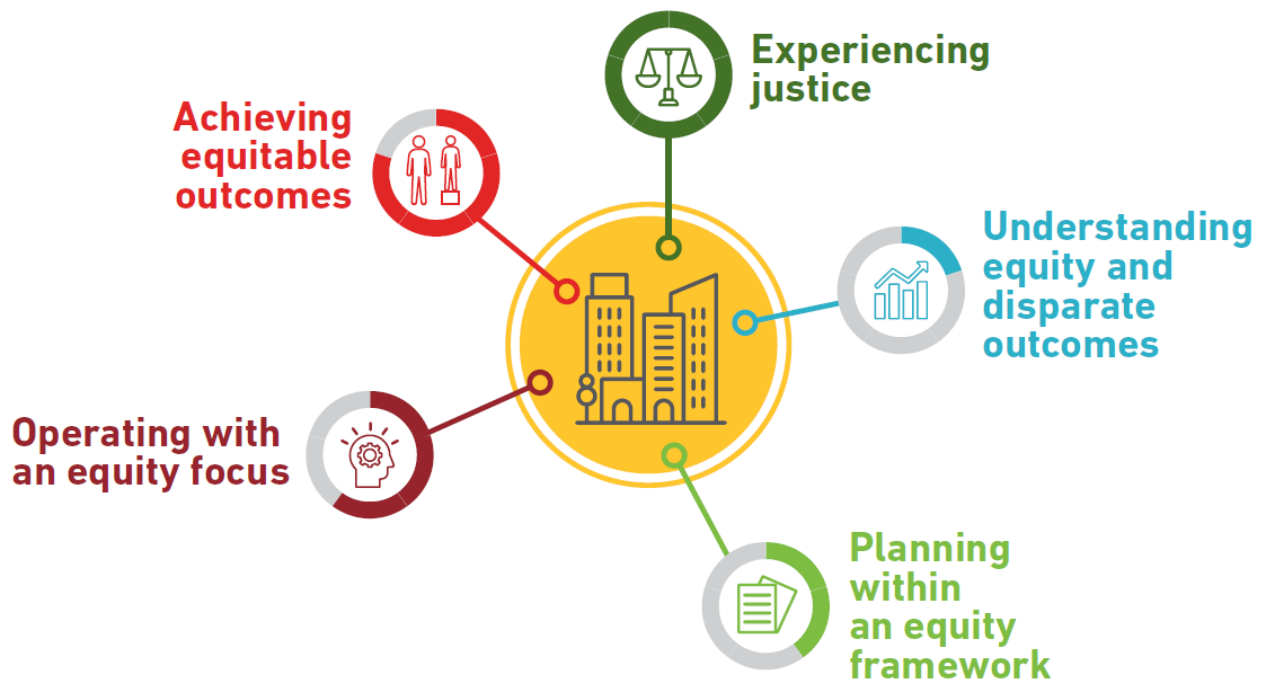 Experiencing
justice
Achieving
equitable
outcomes
Understanding
equity and
disparate
outcomes
Operating with
an equity focus
Planning
within
an equity
framework